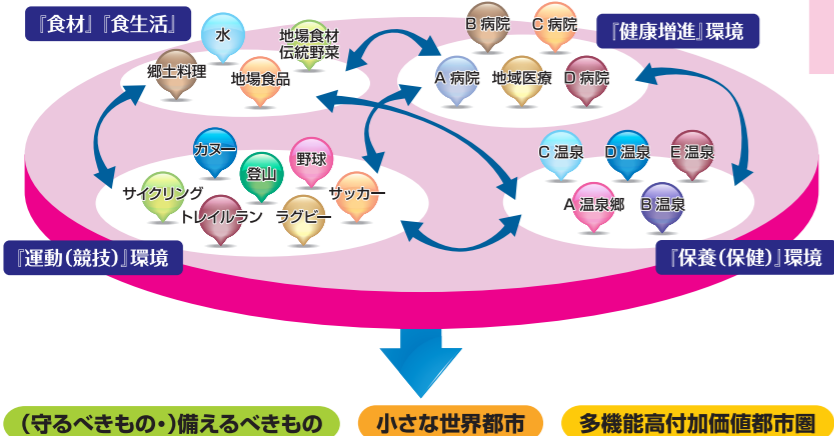 『食材』『食生活』
水
地場食材
伝統野菜
郷土料理
地場食品
B 病院
C 病院
『健康増進』環境
A 病院
地域医療
D 病院
カヌー
野球
登山
サイクリング
サッカー
トレイルラン
ラグビー
『運動(競技)』環境
C 温泉
D 温泉
E 温泉
A 温泉郷
B 温泉
『保養(保健)』環境
(守るべきもの・)備えるべきもの
小さな世界都市
多機能高付加価値都市圏